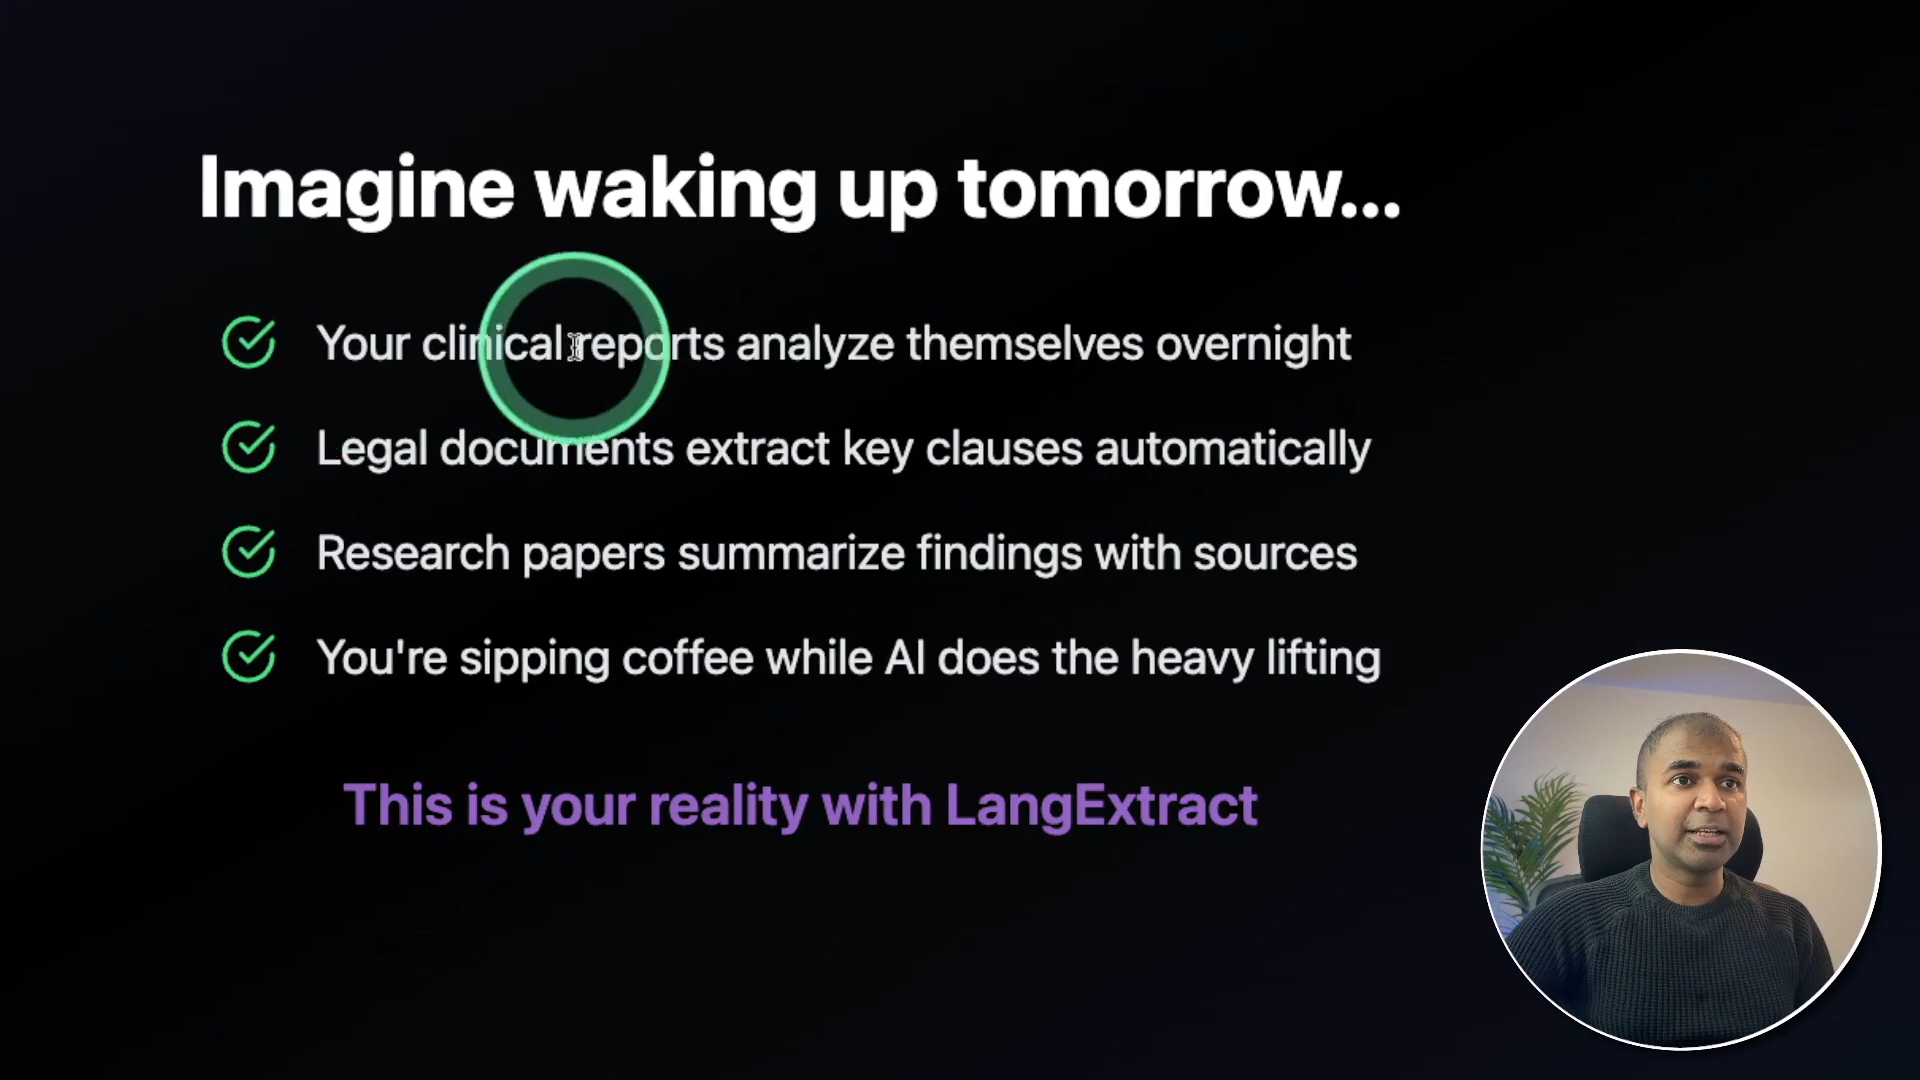 Imagine waking up tomorrow...
Your clinical reports analyze themselves overnight
Legal documents extract key clauses automatically
Research papers summarize findings with sources
You're sipping coffee while AI does the heavy lifting
This is your reality with LangExtract